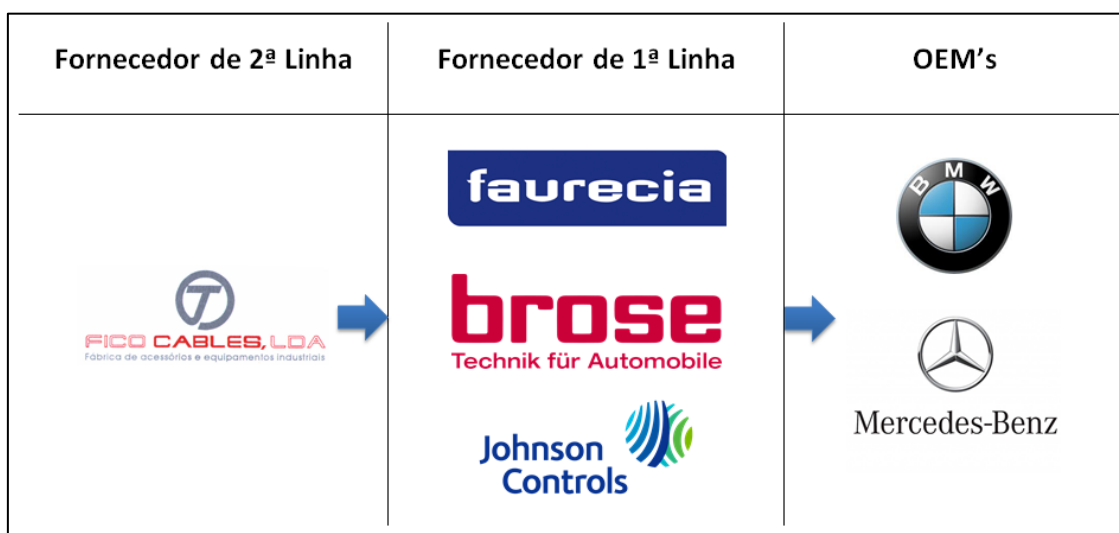 Fornecedor de 2ª Linha
Fornecedor de 1ª Linha
OEM's
FICO CABLES, LDA
Fábrica de acessórios e equipamentos industriais
faurecia
brose
Technik für Automobile
Johnson
Controls
BMW
Mercedes-Benz